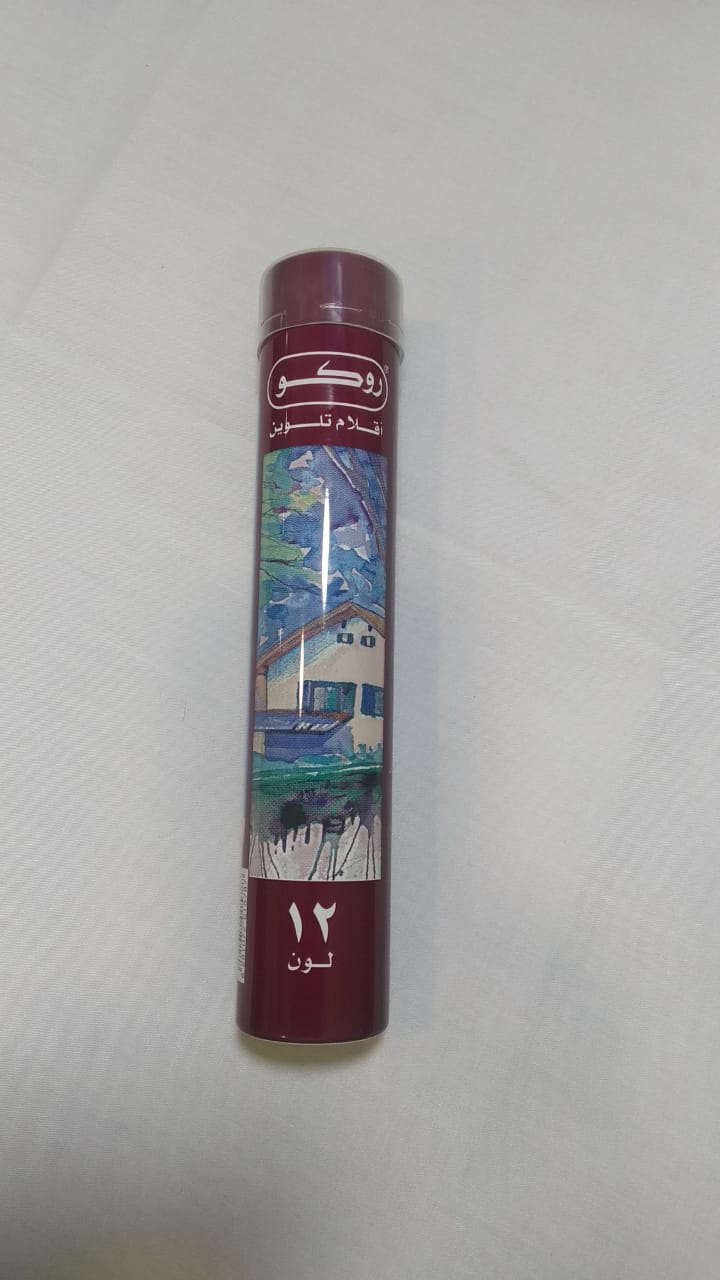 روكو
أقلام تلوين
١٢
لون